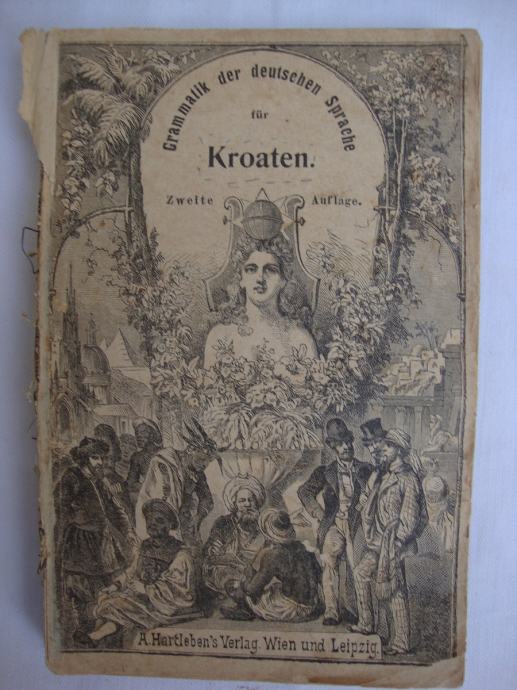 Grammatik der deutschen Sprache
für
Kroaten.
Zweite Auflage.
A. Hartleben's Verlag. Wien und Leipzig.